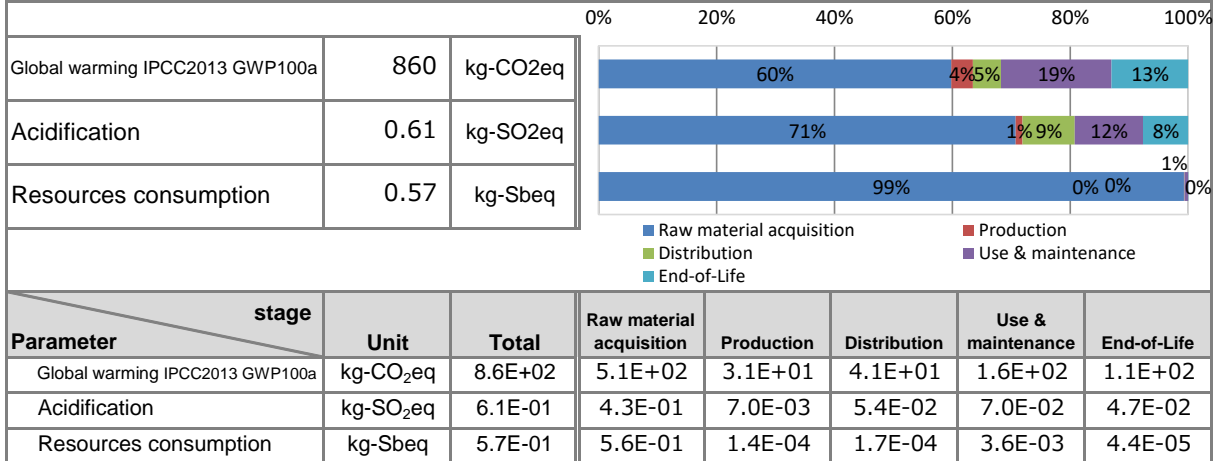 0% 20% 40% 60% 80% 100%
Global warming IPCC2013 GWP100a 860 kg-CO2eq 60% 4% 5% 19% 13%
Acidification 0.61 kg-SO2eq 71% 1% 9% 12% 8%
1%
Resources consumption 0.57 kg-Sbeq 99% 0% 0% 0%
Raw material acquisition Production
Distribution Use & maintenance
End-of-Life
stage
Parameter Unit Total Raw material acquisition Production Distribution Use & maintenance End-of-Life
Global warming IPCC2013 GWP100a kg-CO₂eq 8.6E+02 5.1E+02 3.1E+01 4.1E+01 1.6E+02 1.1E+02
Acidification kg-SO₂eq 6.1E-01 4.3E-01 7.0E-03 5.4E-02 7.0E-02 4.7E-02
Resources consumption kg-Sbeq 5.7E-01 5.6E-01 1.4E-04 1.7E-04 3.6E-03 4.4E-05